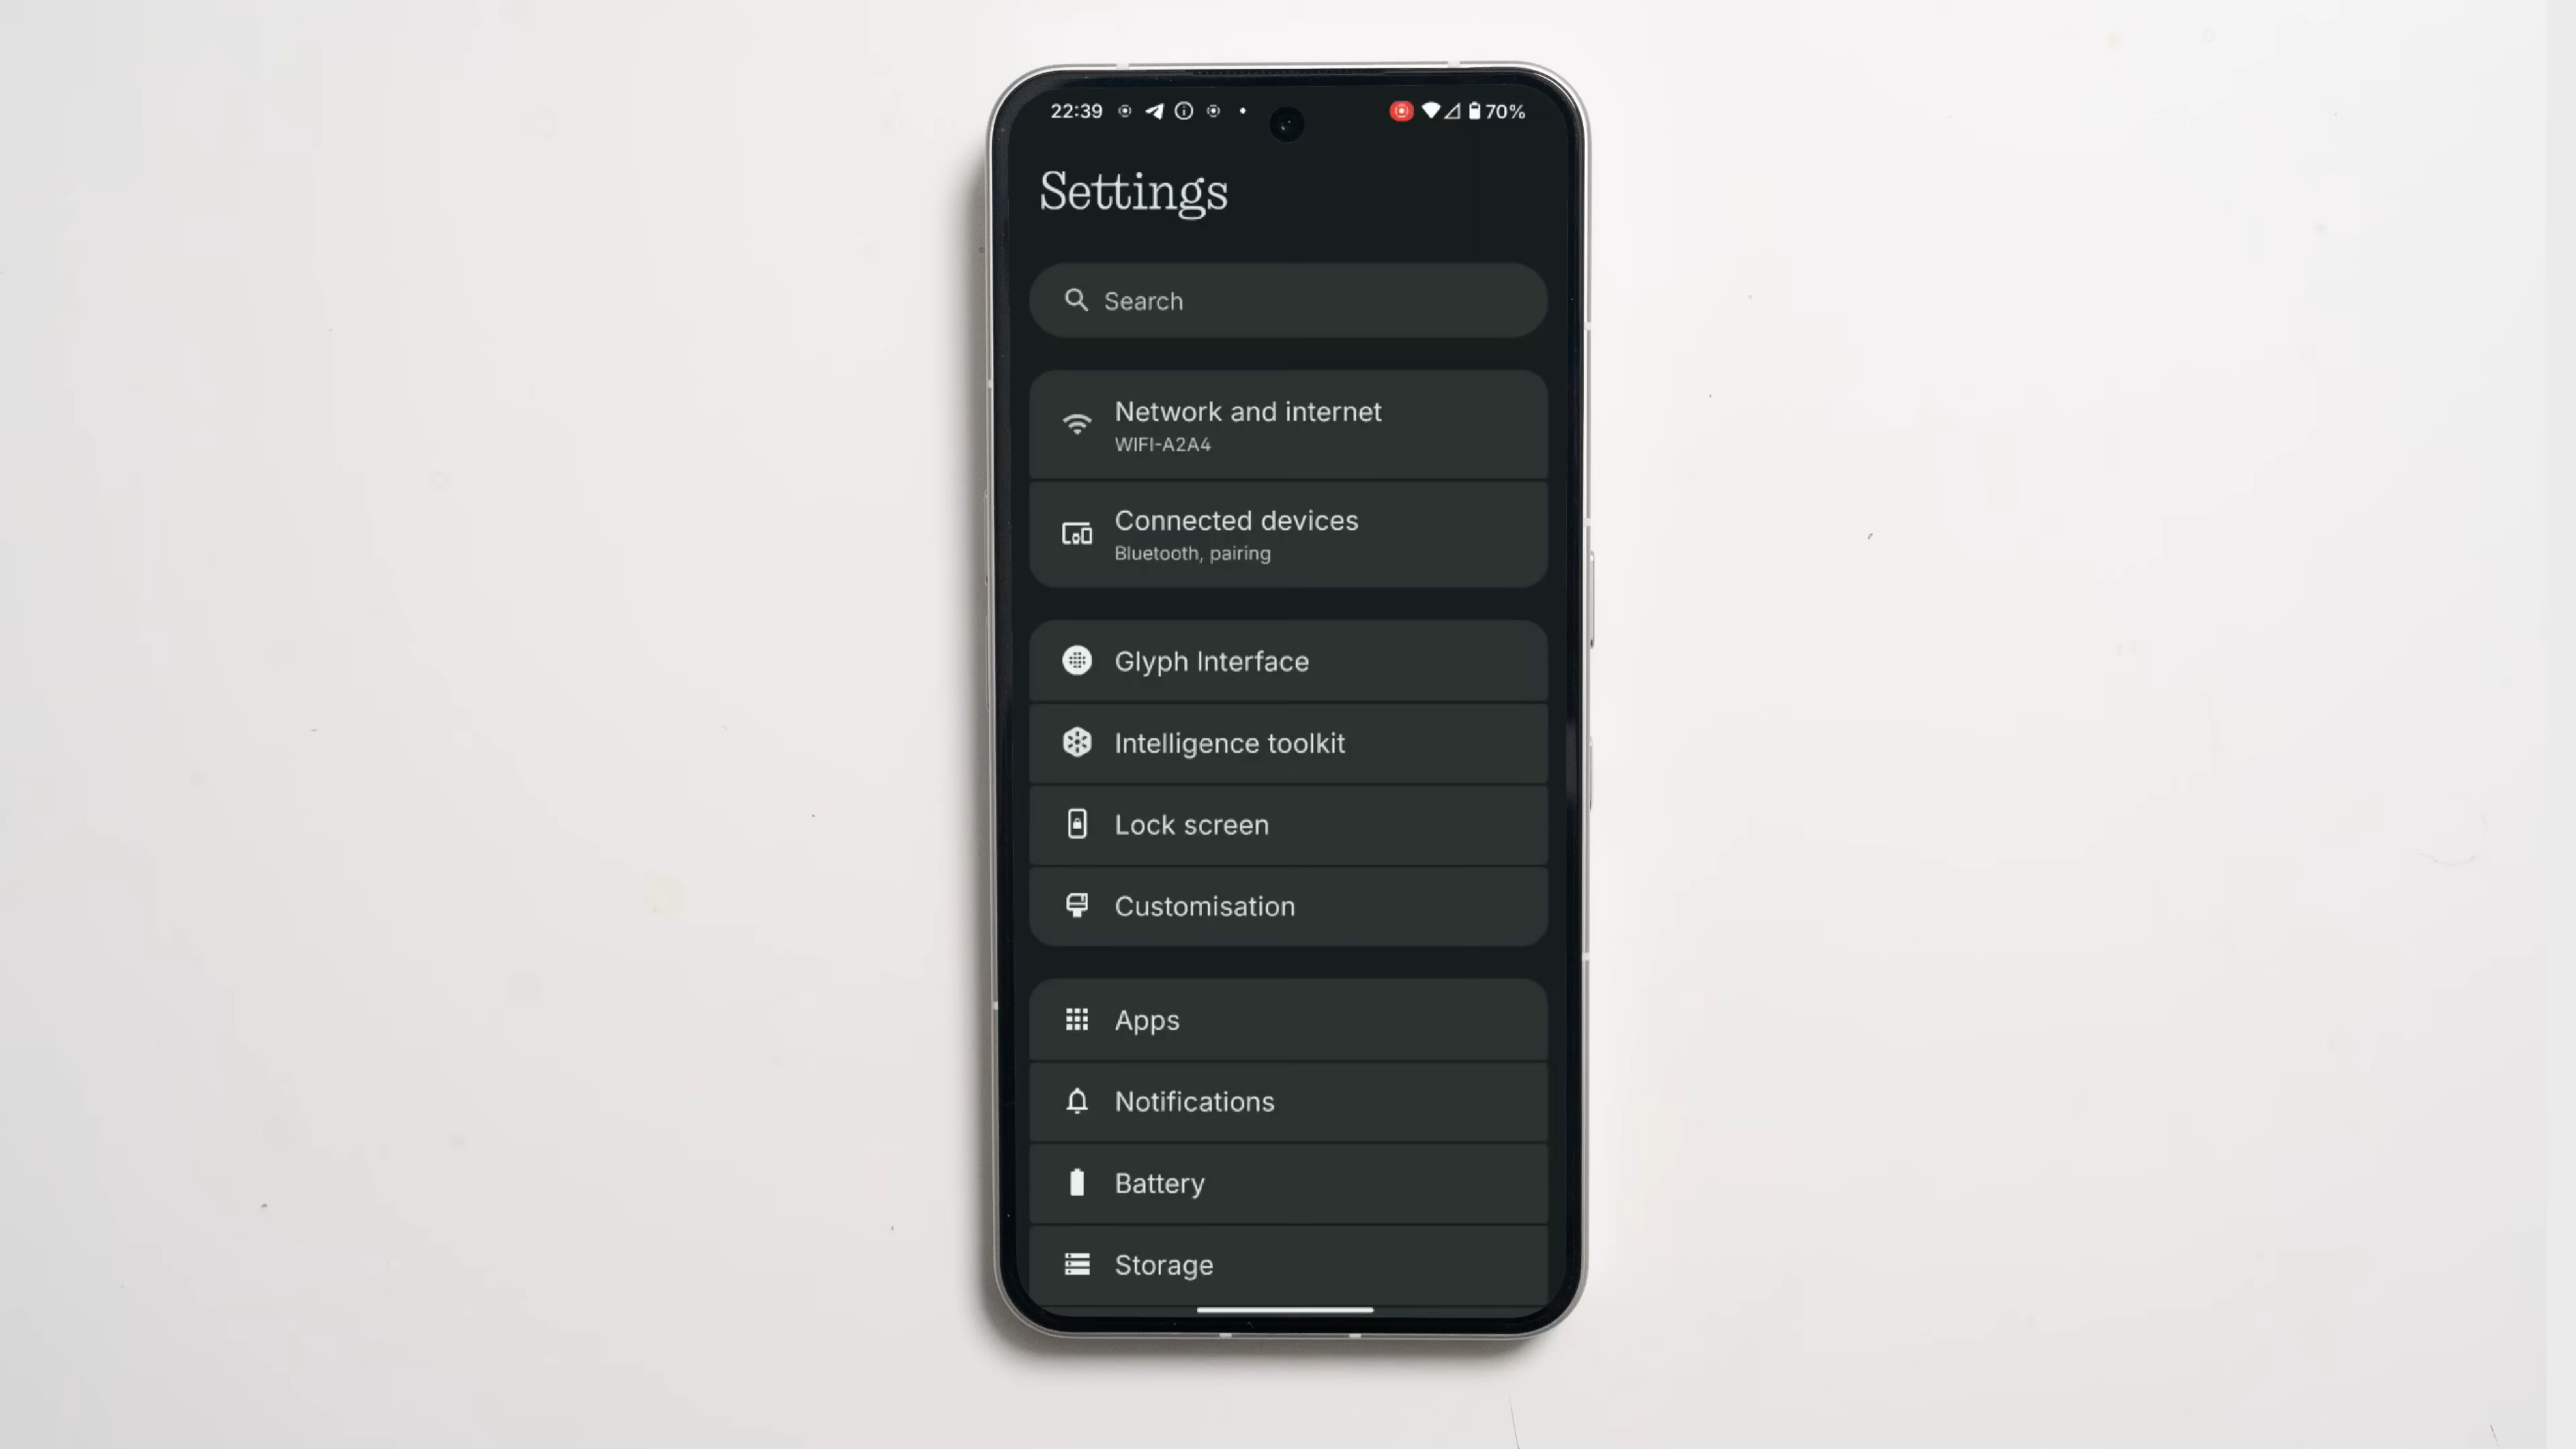 22:39
70%
Settings
Search
Network and internet
WIFI-A2A4
Connected devices
Bluetooth, pairing
Glyph Interface
Intelligence toolkit
Lock screen
Customisation
Apps
Notifications
Battery
Storage